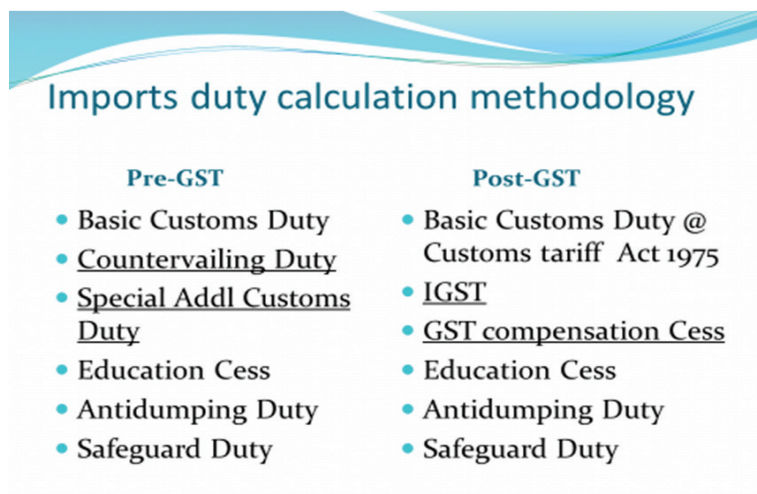 Imports duty calculation methodology
Pre-GST
• Basic Customs Duty
• Countervailing Duty
• Special Addl Customs
Duty
• Education Cess
• Antidumping Duty
• Safeguard Duty
Post-GST
• Basic Customs Duty @
Customs tariff Act 1975
• IGST
• GST compensation Cess
• Education Cess
• Antidumping Duty
• Safeguard Duty